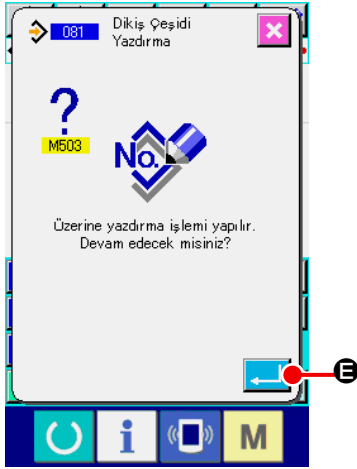 081
Dikiş Çeşidi
Yazdırma
?
M503
No.
Üzerine yazdırma işlemi yapılır.
Devam edecek misiniz?
E
i
M